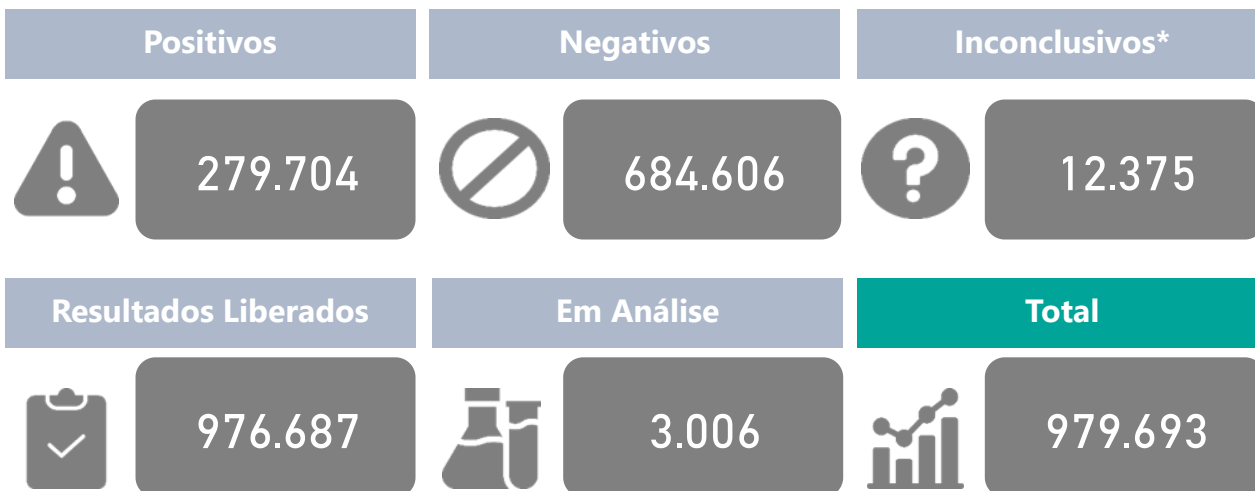 Positivos
Negativos
Inconclusivos*
279.704
684.606
12.375
Resultados Liberados
Em Análise
Total
976.687
3.006
979.693